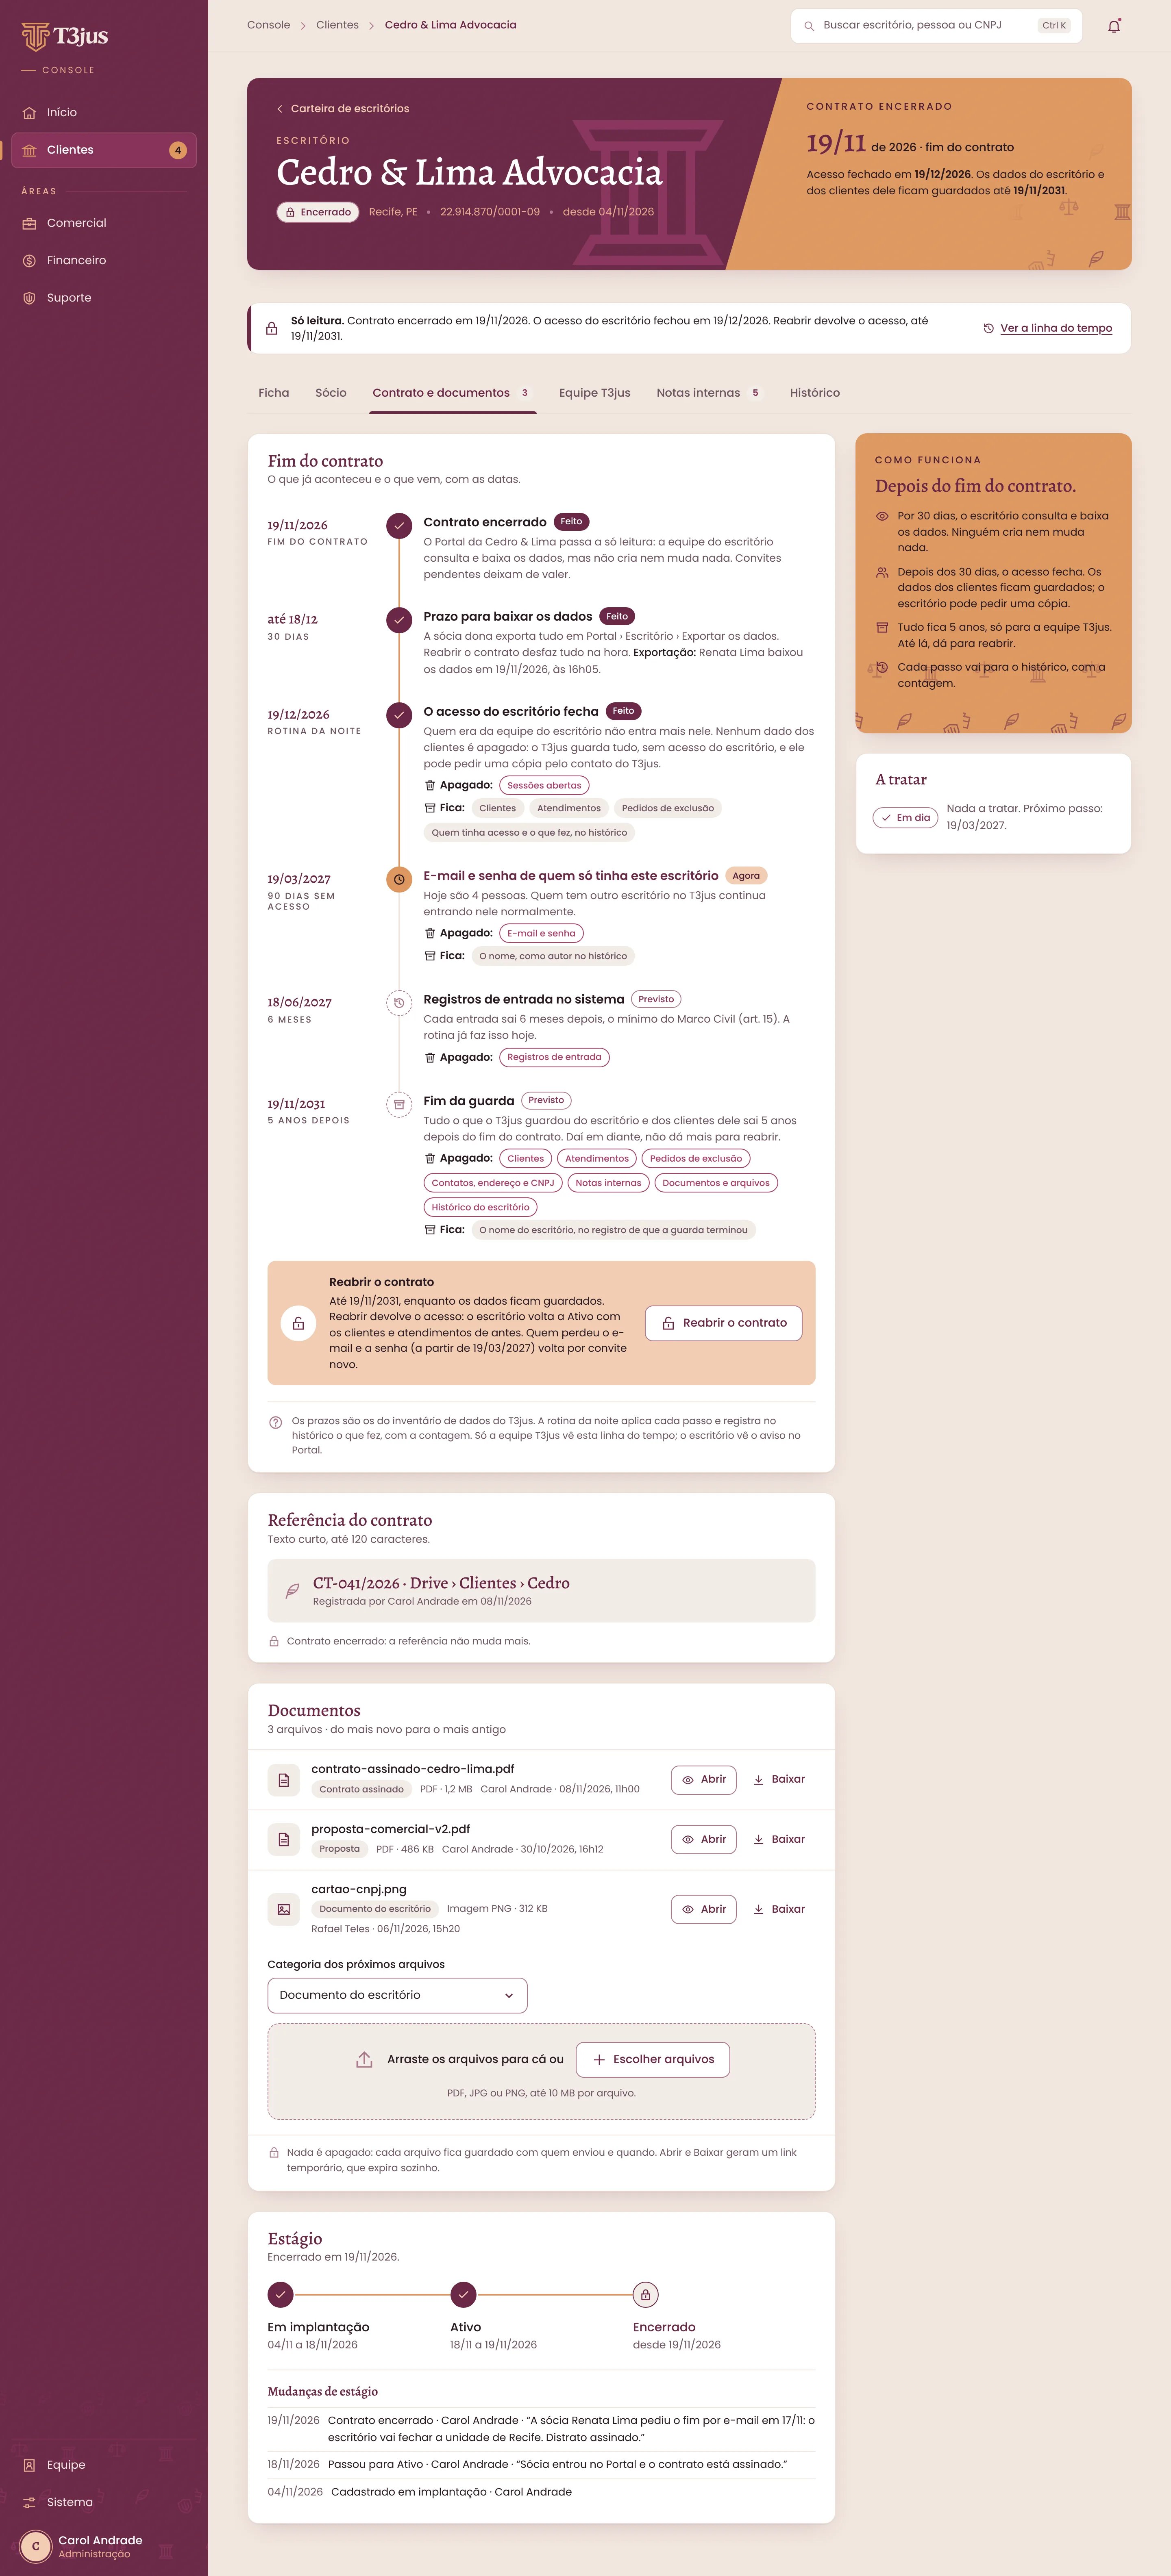 T3jus
CONSOLE
Início
Clientes 4
ÁREAS
Comercial
Financeiro
Suporte
Equipe
Sistema
C Carol Andrade
Administração
Console > Clientes > Cedro & Lima Advocacia
Buscar escritório, pessoa ou CNPJ Ctrl K
Carteira de escritórios
ESCRITÓRIO
Cedro & Lima Advocacia
Encerrado Recife, PE • 22.914.870/0001-09 • desde 04/11/2026
CONTRATO ENCERRADO
19/11 de 2026 · fim do contrato
Acesso fechado em 19/12/2026. Os dados do escritório e
dos clientes dele ficam guardados até 19/11/2031.
Só leitura. Contrato encerrado em 19/11/2026. O acesso do escritório fechou em 19/12/2026. Reabrir devolve o acesso, até
19/11/2031.
Ver a linha do tempo
Ficha Sócio Contrato e documentos 3 Equipe T3jus Notas internas 5 Histórico
Fim do contrato
O que já aconteceu e o que vem, com as datas.
19/11/2026
FIM DO CONTRATO
Contrato encerrado Feito
O Portal da Cedro & Lima passa a só leitura: a equipe do escritório
consulta e baixa os dados, mas não cria nem muda nada. Convites
pendentes deixam de valer.
até 18/12
30 DIAS
Prazo para baixar os dados Feito
A sócia dona exporta tudo em Portal › Escritório › Exportar os dados.
Reabrir o contrato desfaz tudo na hora. Exportação: Renata Lima baixou
os dados em 19/11/2026, às 16h05.
19/12/2026
ROTINA DA NOITE
O acesso do escritório fecha Feito
Quem era da equipe do escritório não entra mais nele. Nenhum dado dos
clientes é apagado: o T3jus guarda tudo, sem acesso do escritório, e ele
pode pedir uma cópia pelo contato do T3jus.
Apagado: Sessões abertas
Fica: Clientes Atendimentos Pedidos de exclusão
Quem tinha acesso e o que fez, no histórico
19/03/2027
90 DIAS SEM
ACESSO
E-mail e senha de quem só tinha este escritório Agora
Hoje são 4 pessoas. Quem tem outro escritório no T3jus continua
entrando nele normalmente.
Apagado: E-mail e senha
Fica: O nome, como autor no histórico
18/06/2027
6 MESES
Registros de entrada no sistema Previsto
Cada entrada sai 6 meses depois, o mínimo do Marco Civil (art. 15). A
rotina já faz isso hoje.
Apagado: Registros de entrada
19/11/2031
5 ANOS DEPOIS
Fim da guarda Previsto
Tudo o que o T3jus guardou do escritório e dos clientes dele sai 5 anos
depois do fim do contrato. Daí em diante, não dá mais para reabrir.
Apagado: Clientes Atendimentos Pedidos de exclusão
Contatos, endereço e CNPJ Notas internas Documentos e arquivos
Histórico do escritório
Fica: O nome do escritório, no registro de que a guarda terminou
Reabrir o contrato
Até 19/11/2031, enquanto os dados ficam guardados.
Reabrir devolve o acesso: o escritório volta a Ativo com
os clientes e atendimentos de antes. Quem perdeu o e-
mail e a senha (a partir de 19/03/2027) volta por convite
novo.
Reabrir o contrato
Os prazos são os do inventário de dados do T3jus. A rotina da noite aplica cada passo e registra no
histórico o que fez, com a contagem. Só a equipe T3jus vê esta linha do tempo; o escritório vê o aviso no
Portal.
COMO FUNCIONA
Depois do fim do contrato.
Por 30 dias, o escritório consulta e baixa
os dados. Ninguém cria nem muda
nada.
Depois dos 30 dias, o acesso fecha. Os
dados dos clientes ficam guardados; o
escritório pode pedir uma cópia.
Tudo fica 5 anos, só para a equipe T3jus.
Até lá, dá para reabrir.
Cada passo vai para o histórico, com a
contagem.
A tratar
Em dia
Nada a tratar. Próximo passo:
19/03/2027.
Referência do contrato
Texto curto, até 120 caracteres.
CT-041/2026 · Drive › Clientes › Cedro
Registrada por Carol Andrade em 08/11/2026
Contrato encerrado: a referência não muda mais.
Documentos
3 arquivos · do mais novo para o mais antigo
contrato-assinado-cedro-lima.pdf
Contrato assinado PDF · 1,2 MB Carol Andrade · 08/11/2026, 11h00
Abrir Baixar
proposta-comercial-v2.pdf
Proposta PDF · 486 KB Carol Andrade · 30/10/2026, 16h12
Abrir Baixar
cartao-cnpj.png
Documento do escritório Imagem PNG · 312 KB
Rafael Teles · 06/11/2026, 15h20
Abrir Baixar
Categoria dos próximos arquivos
Documento do escritório
Arraste os arquivos para cá ou Escolher arquivos
PDF, JPG ou PNG, até 10 MB por arquivo.
Nada é apagado: cada arquivo fica guardado com quem enviou e quando. Abrir e Baixar geram um link
temporário, que expira sozinho.
Estágio
Encerrado em 19/11/2026.
Em implantação
04/11 a 18/11/2026
Ativo
18/11 a 19/11/2026
Encerrado
desde 19/11/2026
Mudanças de estágio
19/11/2026 Contrato encerrado · Carol Andrade · “A sócia Renata Lima pediu o fim por e-mail em 17/11: o
escritório vai fechar a unidade de Recife. Distrato assinado.”
18/11/2026 Passou para Ativo · Carol Andrade · “Sócia entrou no Portal e o contrato está assinado.”
04/11/2026 Cadastrado em implantação · Carol Andrade